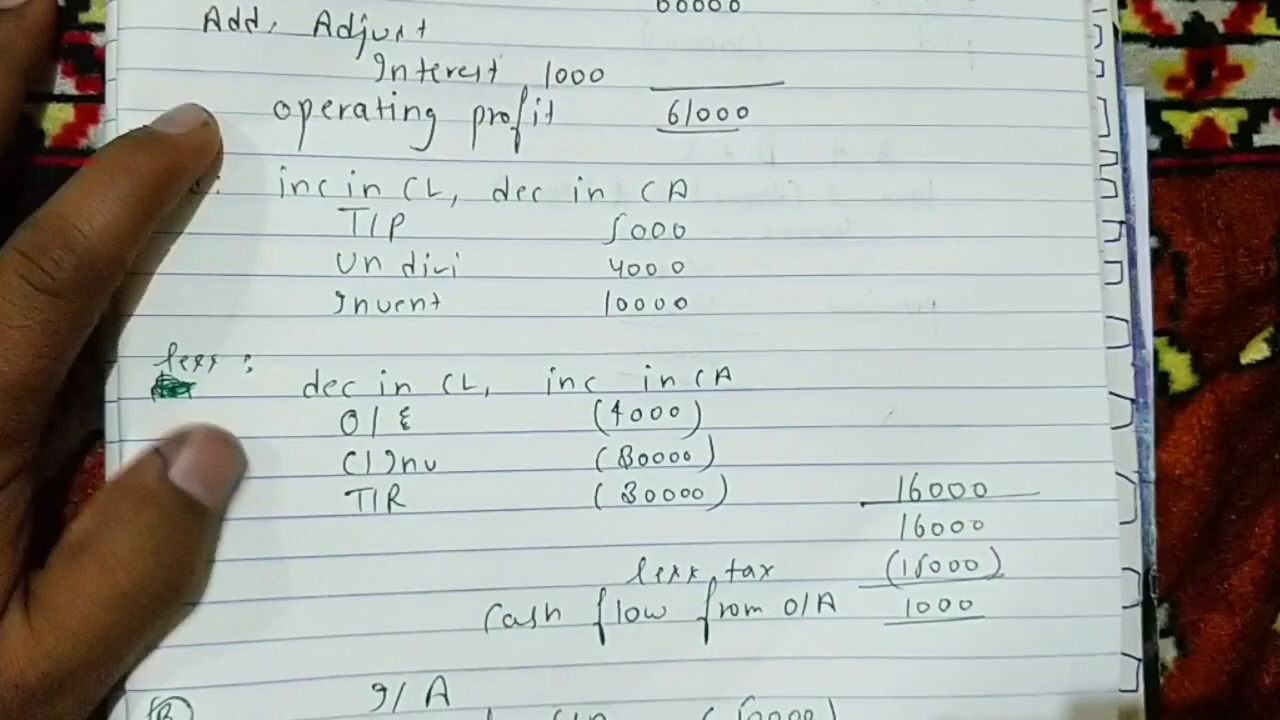 60000
Add, Adjust
Interest 1000
operating profit 61000
: inc in CL, dec in CA
T/P 5000
un divi 4000
Invent 10000
less :
dec in CL, inc in CA
O/E (4000)
Cl Inv (30000)
T/R (30000) 16000
16000
less, tax (15000)
Cash flow from O/A 1000
(B) I/A